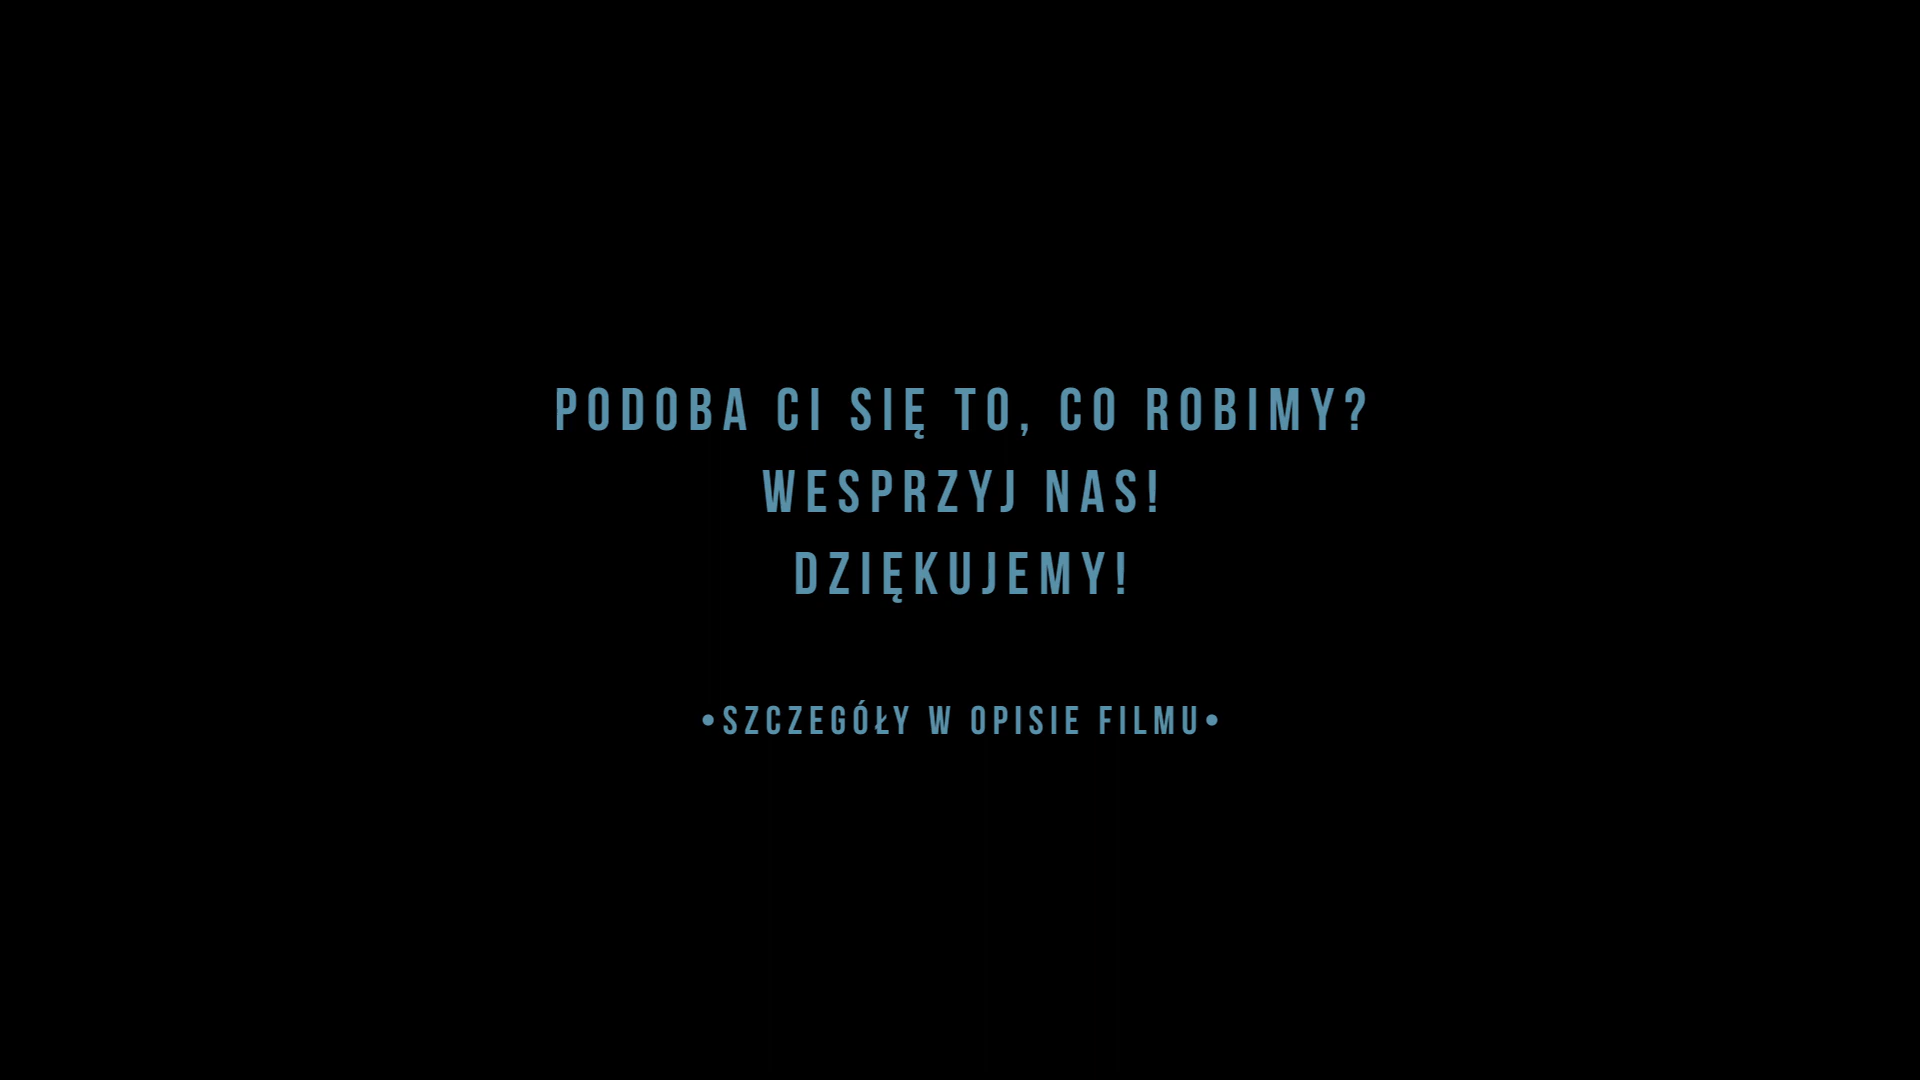 PODOBA CI SIĘ TO, CO ROBIMY?
WESPRZYJ NAS!
DZIĘKUJEMY!
•SZCZEGÓŁY W OPISIE FILMU•